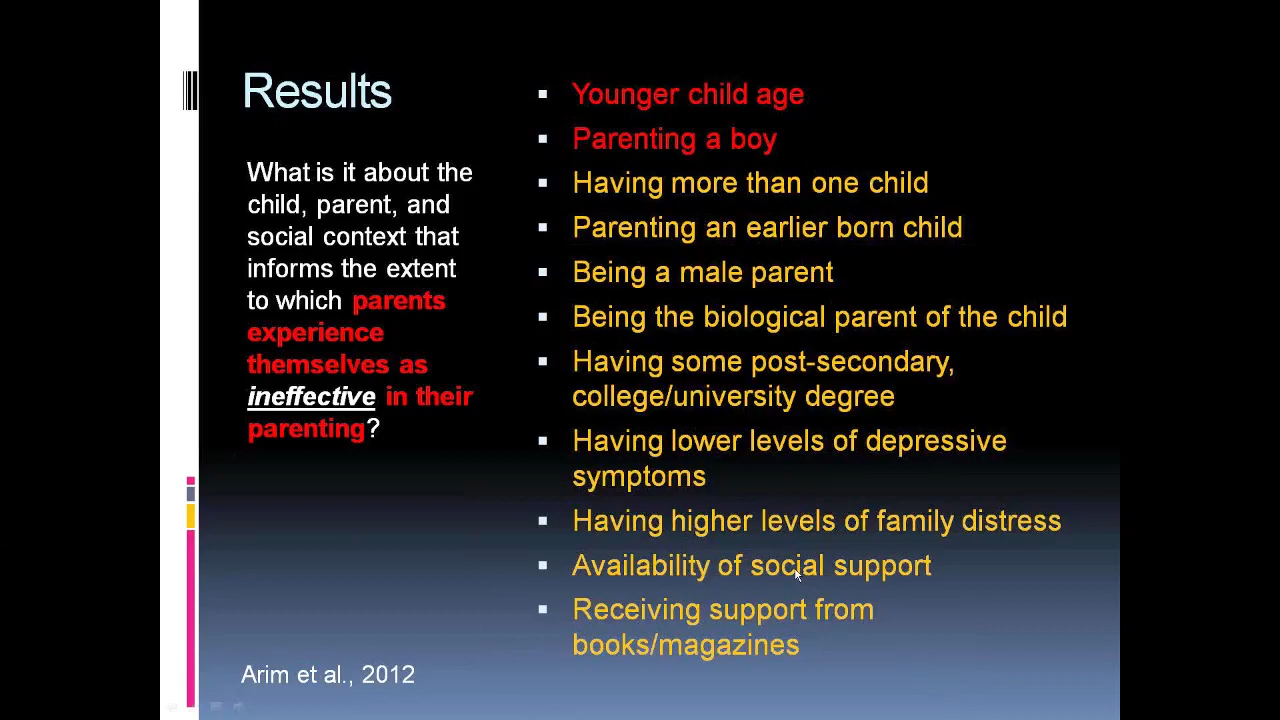 Results
What is it about the
child, parent, and
social context that
informs the extent
to which parents
experience
themselves as
ineffective in their
parenting?
Arim et al., 2012
Younger child age
Parenting a boy
Having more than one child
Parenting an earlier born child
Being a male parent
Being the biological parent of the child
Having some post-secondary,
college/university degree
Having lower levels of depressive
symptoms
Having higher levels of family distress
Availability of social support
Receiving support from
books/magazines